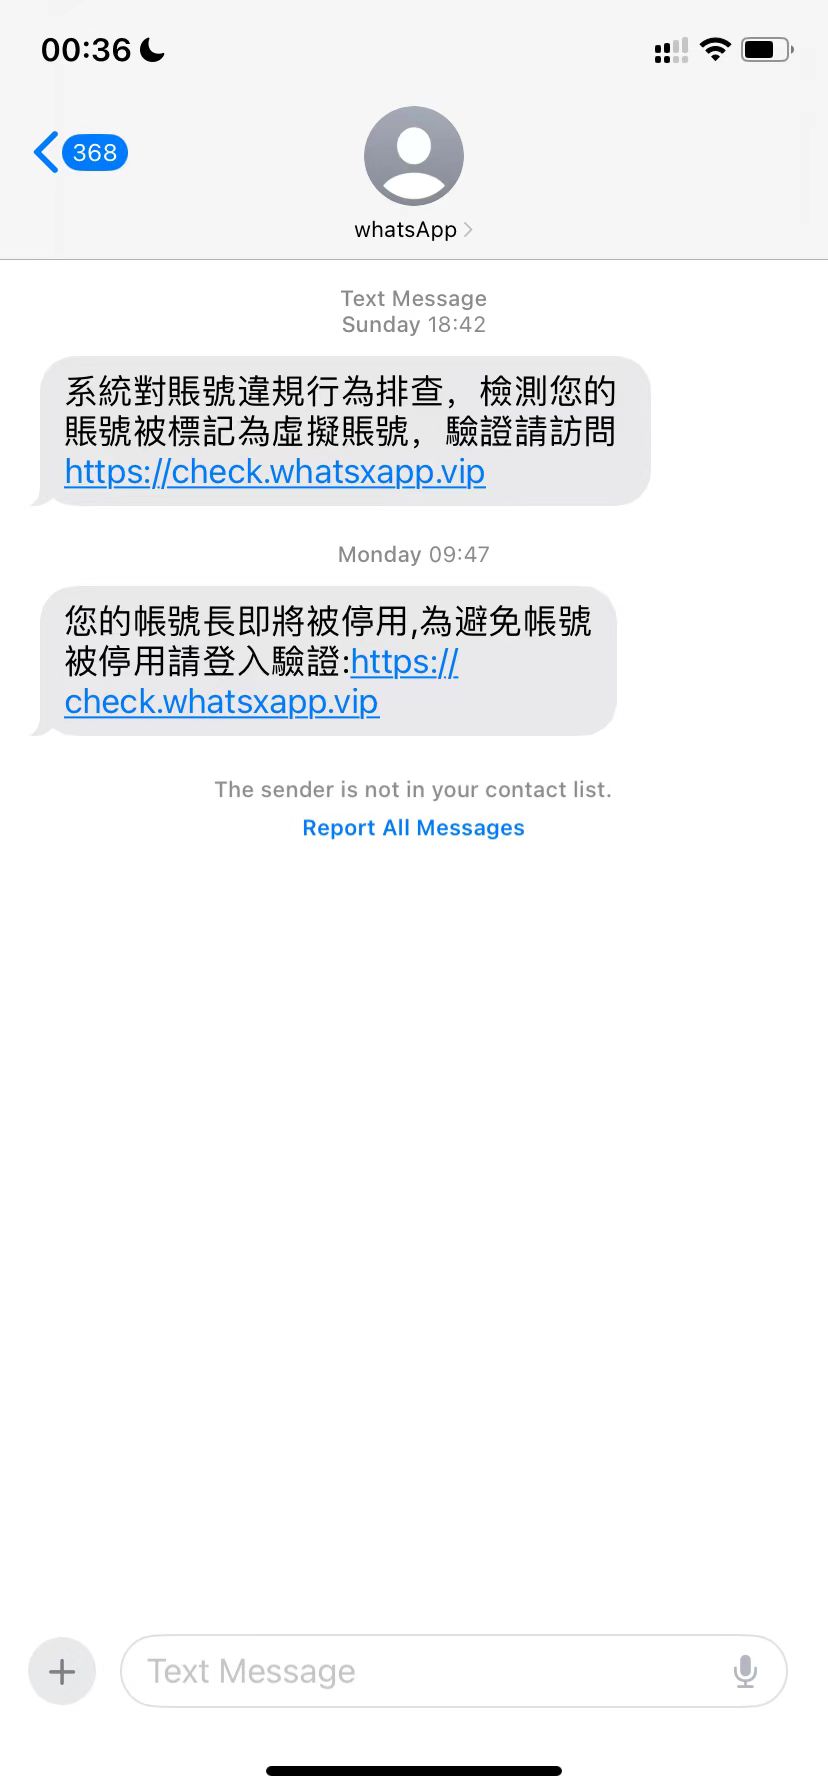 00:36
368
whatsApp
Text Message
Sunday 18:42
系統對賬號違規行為排查，檢測您的
賬號被標記為虛擬賬號，驗證請訪問
https://check.whatsxapp.vip
Monday 09:47
您的帳號長即將被停用,為避免帳號
被停用請登入驗證:https://
check.whatsxapp.vip
The sender is not in your contact list.
Report All Messages
Text Message